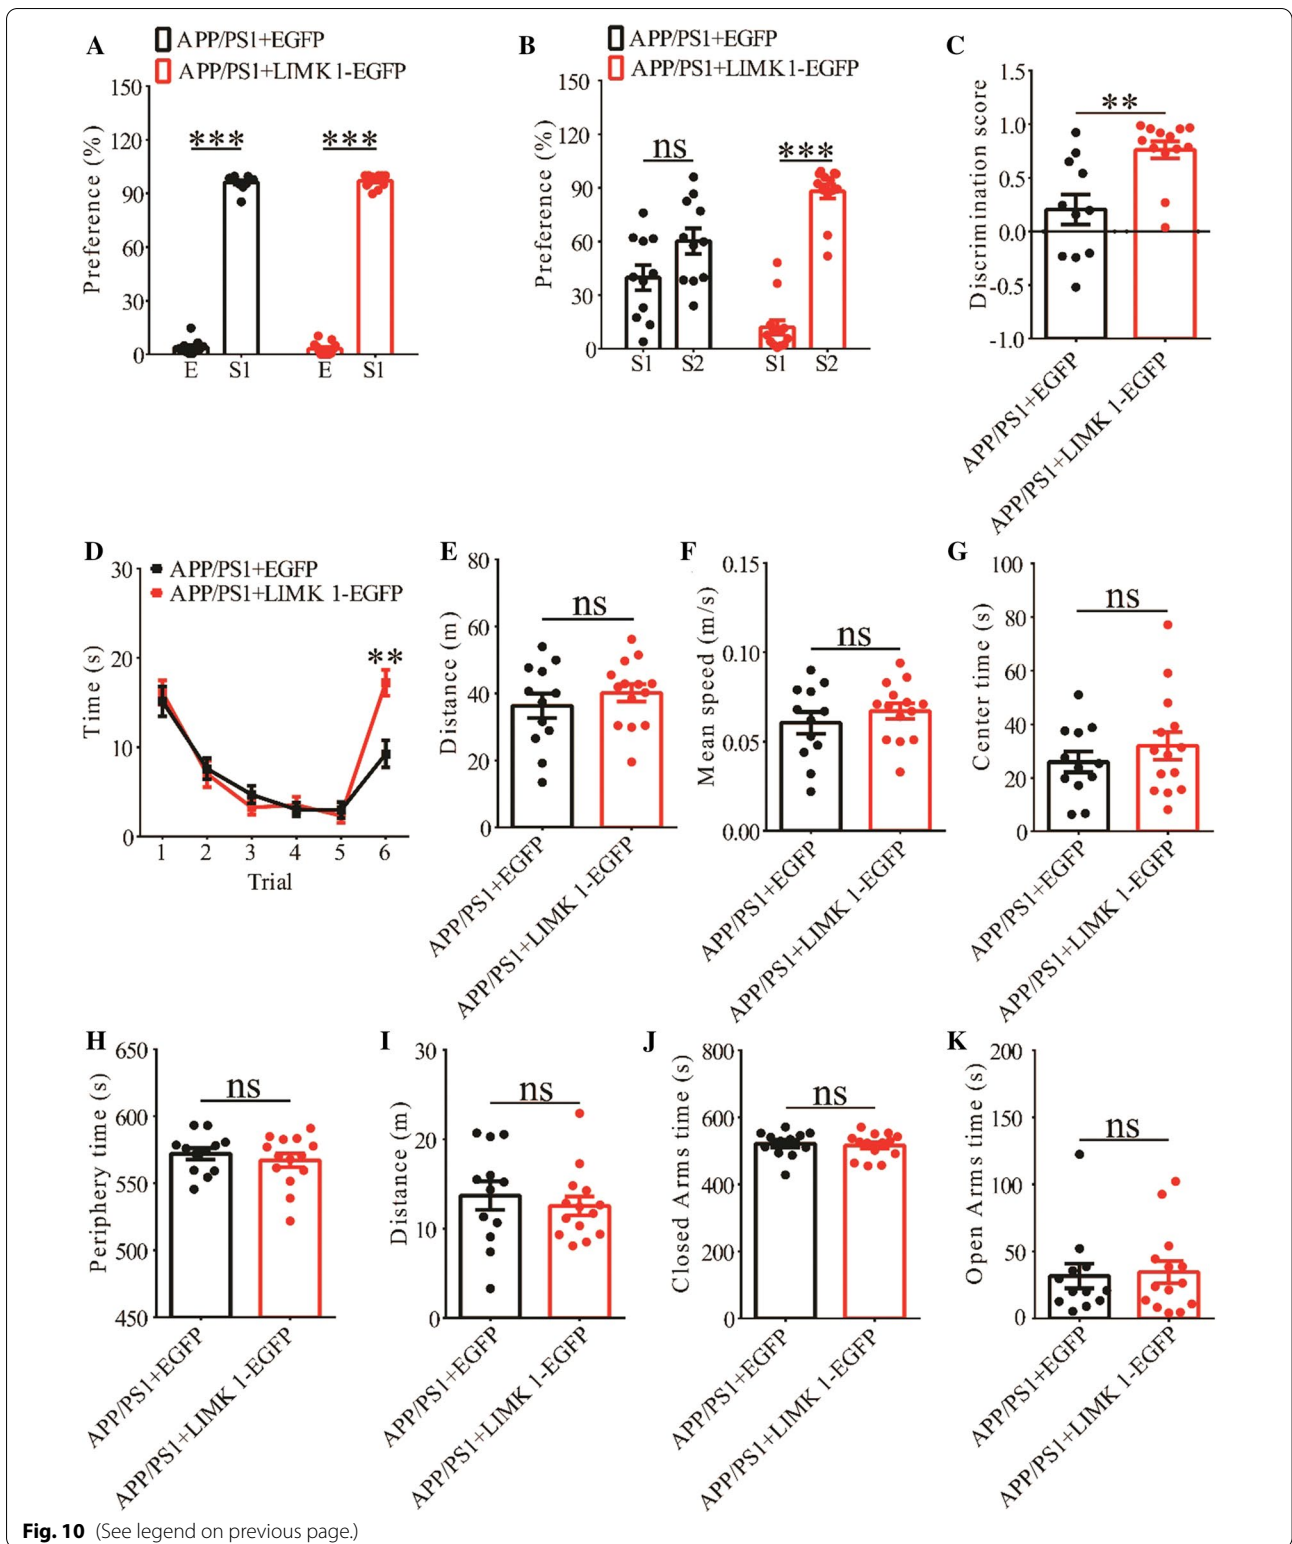 A
APP/PS1+EGFP
APP/PS1+LIMK 1-EGFP
Preference (%)
150
120
90
60
30
0
***
***
E
S1
E
S1
B
APP/PS1+EGFP
APP/PS1+LIMK 1-EGFP
Preference (%)
150
120
90
60
30
0
ns
***
S1
S2
S1
S2
C
Discrimination score
1.5
1.0
0.5
0.0
-0.5
-1.0
**
APP/PS1+EGFP
APP/PS1+LIMK 1-EGFP
D
APP/PS1+EGFP
APP/PS1+LIMK 1-EGFP
Time (s)
30
20
10
0
**
1
2
3
4
5
6
Trial
E
Distance (m)
80
60
40
20
0
ns
APP/PS1+EGFP
APP/PS1+LIMK 1-EGFP
F
Mean speed (m/s)
0.15
0.10
0.05
0.00
ns
APP/PS1+EGFP
APP/PS1+LIMK 1-EGFP
G
Center time (s)
100
80
60
40
20
0
ns
APP/PS1+EGFP
APP/PS1+LIMK 1-EGFP
H
Periphery time (s)
650
600
550
500
450
ns
APP/PS1+EGFP
APP/PS1+LIMK 1-EGFP
I
Distance (m)
30
20
10
0
ns
APP/PS1+EGFP
APP/PS1+LIMK 1-EGFP
J
Closed Arms time (s)
800
600
400
200
0
ns
APP/PS1+EGFP
APP/PS1+LIMK 1-EGFP
K
Open Arms time (s)
200
150
100
50
0
ns
APP/PS1+EGFP
APP/PS1+LIMK 1-EGFP
Fig. 10 (See legend on previous page.)